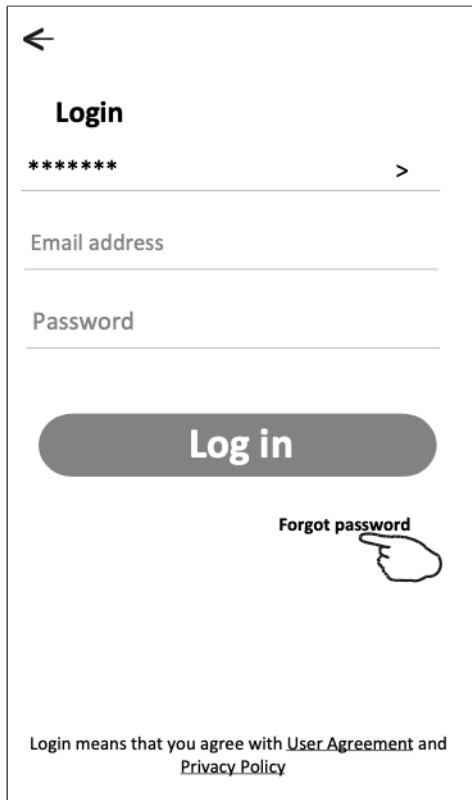 Login
*******
>
Email address
Password
Log in
Forgot password
Login means that you agree with User Agreement and
Privacy Policy